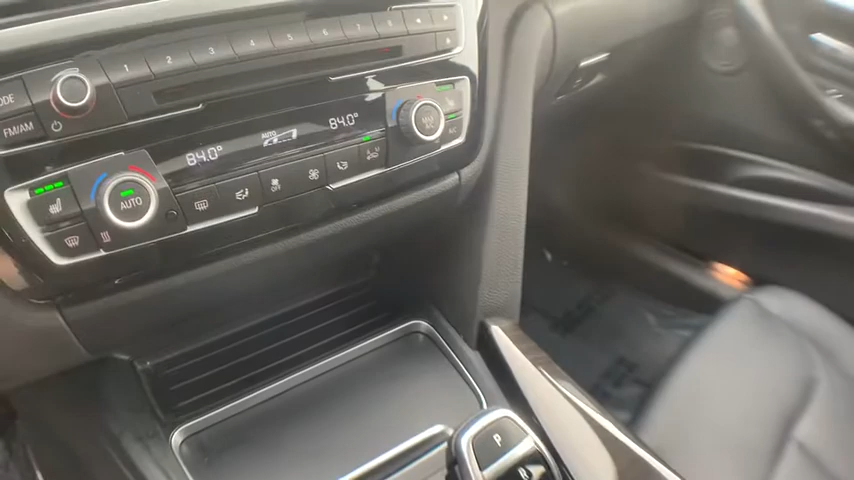 1 2 3 4 5 6 7 8
MODE
FM/AM
84.0° AUTO 84.0°
MAX A/C
A/C
AUTO
OFF
P
R